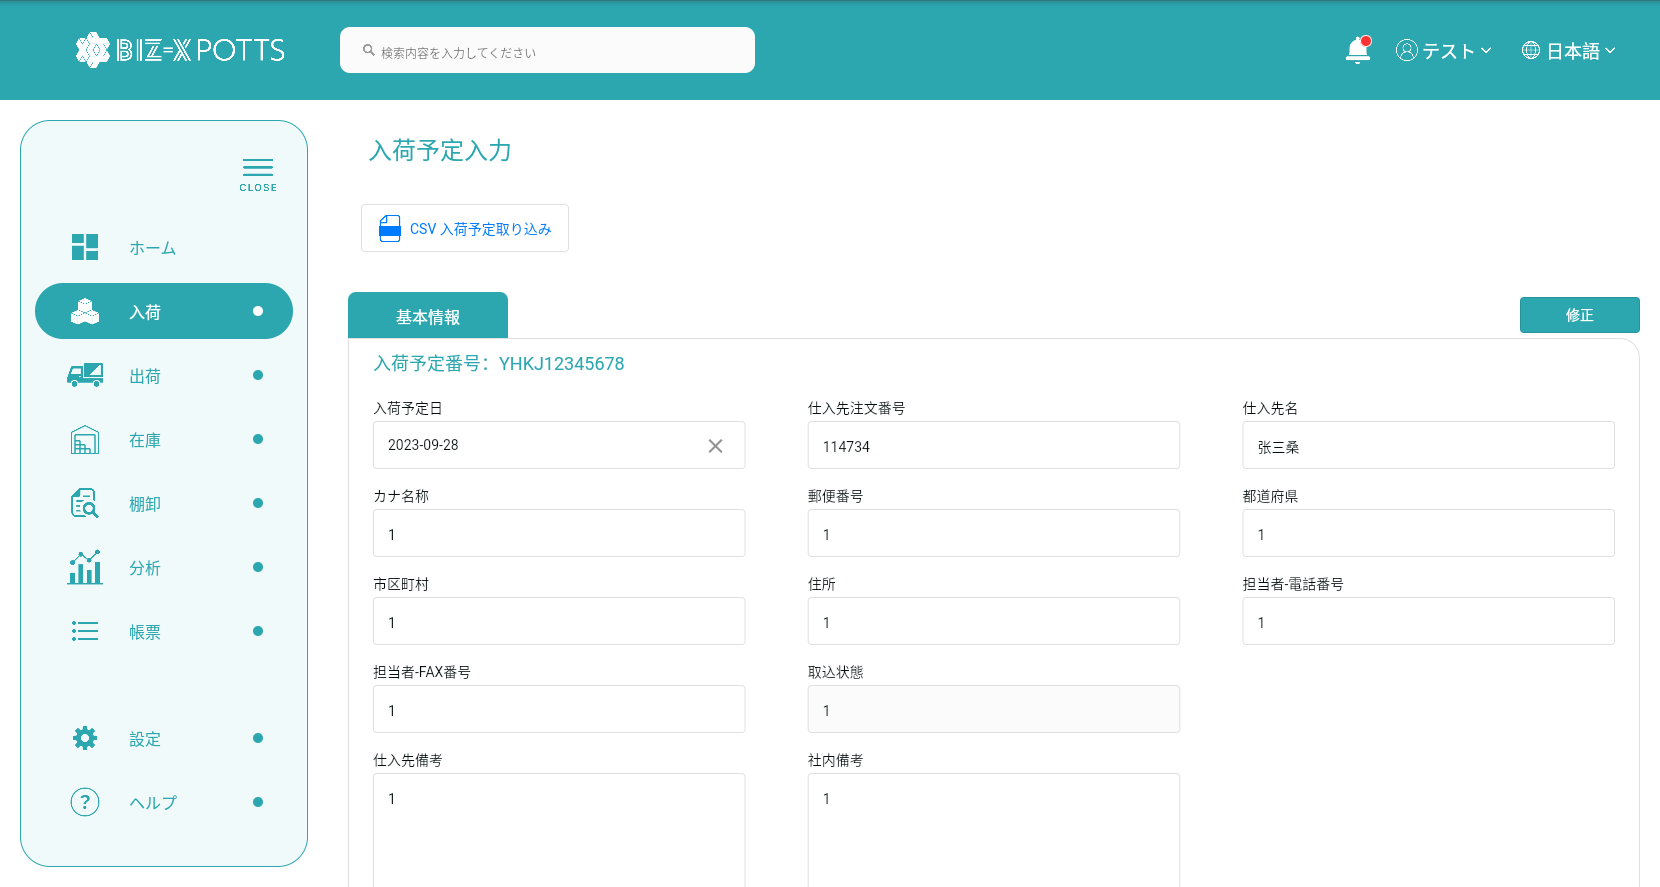 BIZ-X POTTS
検索内容を入力してください
テスト
日本語
CLOSE
ホーム
入荷
出荷
在庫
棚卸
分析
帳票
設定
ヘルプ
入荷予定入力
CSV 入荷予定取り込み
基本情報
修正
入荷予定番号：YHKJ12345678
入荷予定日
仕入先注文番号
仕入先名
2023-09-28
114734
张三桑
カナ名称
郵便番号
都道府県
1
1
1
市区町村
住所
担当者-電話番号
1
1
1
担当者-FAX番号
取込状態
1
1
仕入先備考
社内備考
1
1